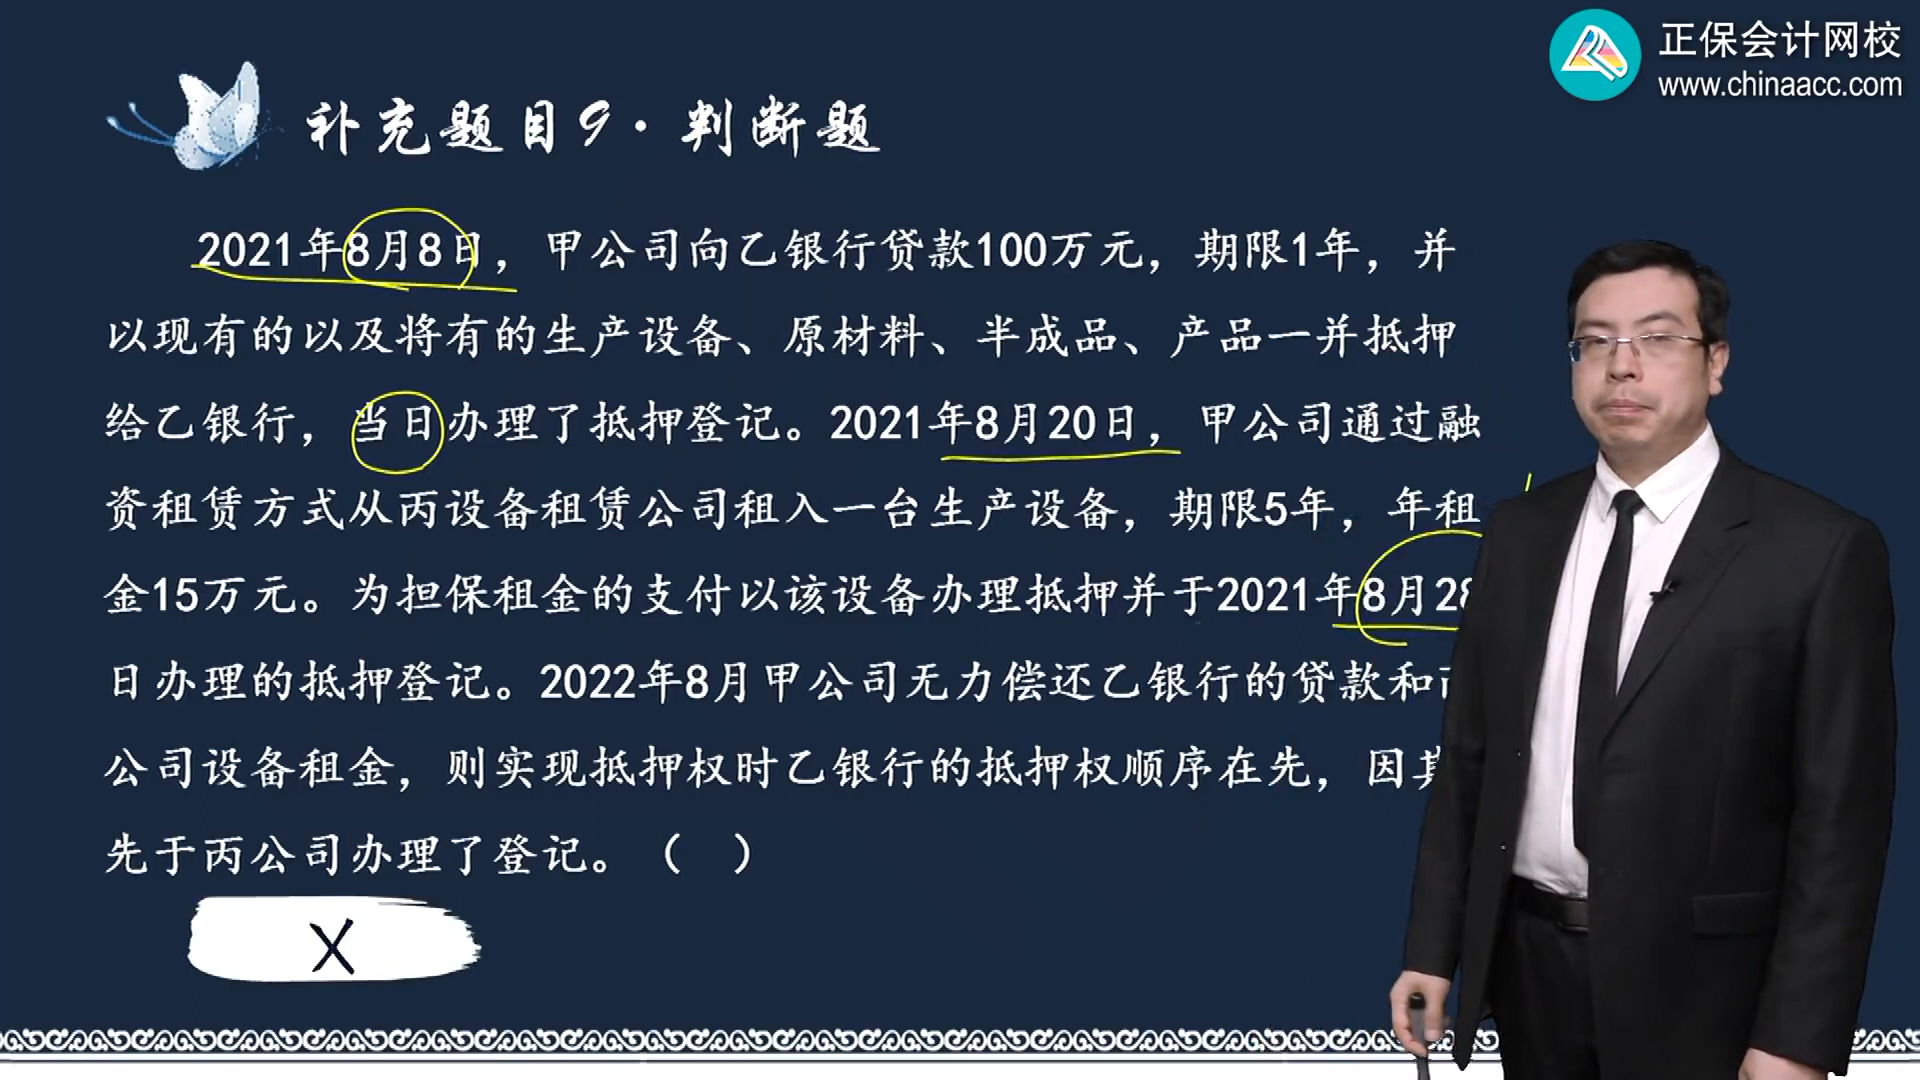 正保会计网校
www.chinaacc.com
补充题目9·判断题
2021年8月8日，甲公司向乙银行贷款100万元，期限1年，并
以现有的以及将有的生产设备、原材料、半成品、产品一并抵押
给乙银行，当日办理了抵押登记。2021年8月20日，甲公司通过融
资租赁方式从丙设备租赁公司租入一台生产设备，期限5年，年租
金15万元。为担保租金的支付以该设备办理抵押并于2021年8月28
日办理的抵押登记。2022年8月甲公司无力偿还乙银行的贷款和
公司设备租金，则实现抵押权时乙银行的抵押权顺序在先，因其
先于丙公司办理了登记。（ ）
X